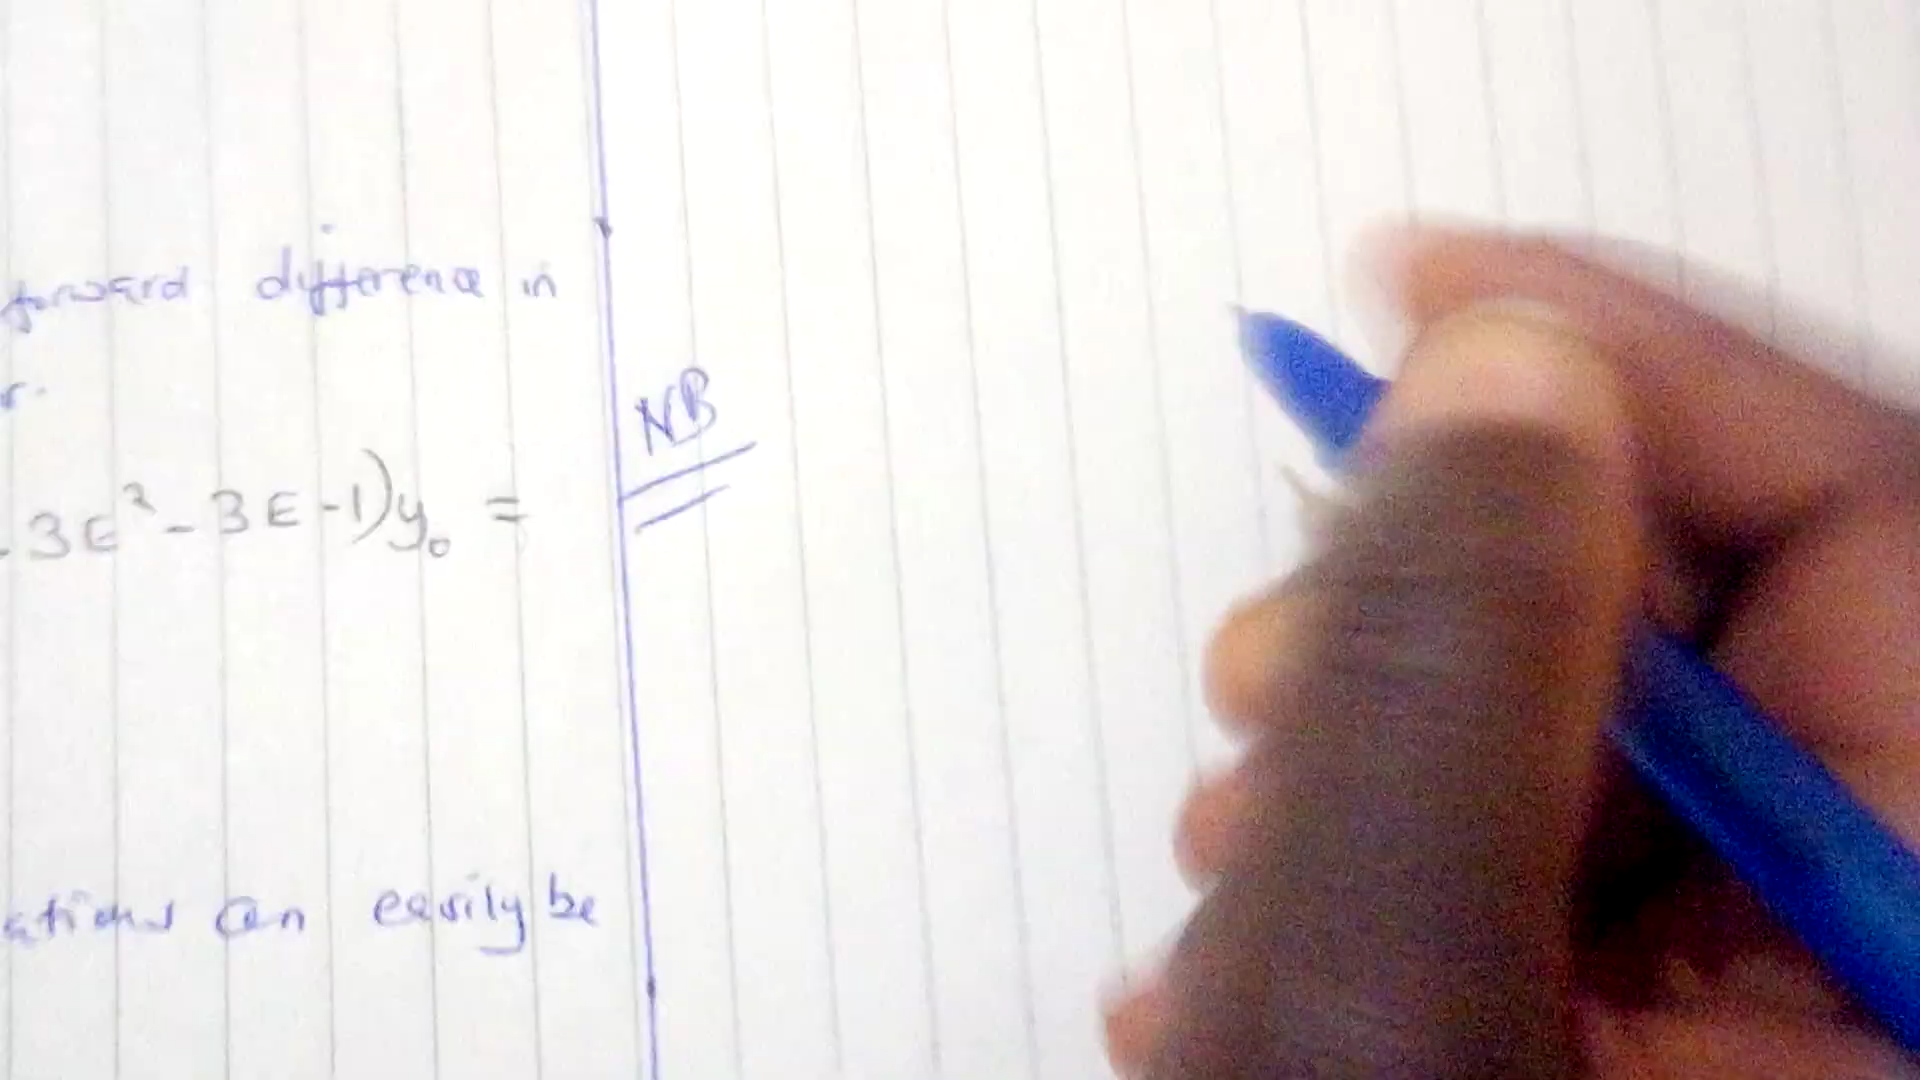 forward difference in
r.
3E² - 3E - 1)y₀ =
ations can easily be
NB